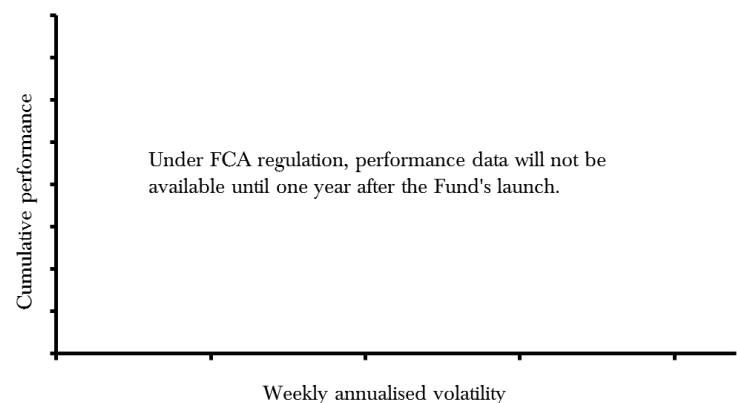 Cumulative performance
Under FCA regulation, performance data will not be
available until one year after the Fund's launch.
Weekly annualised volatility